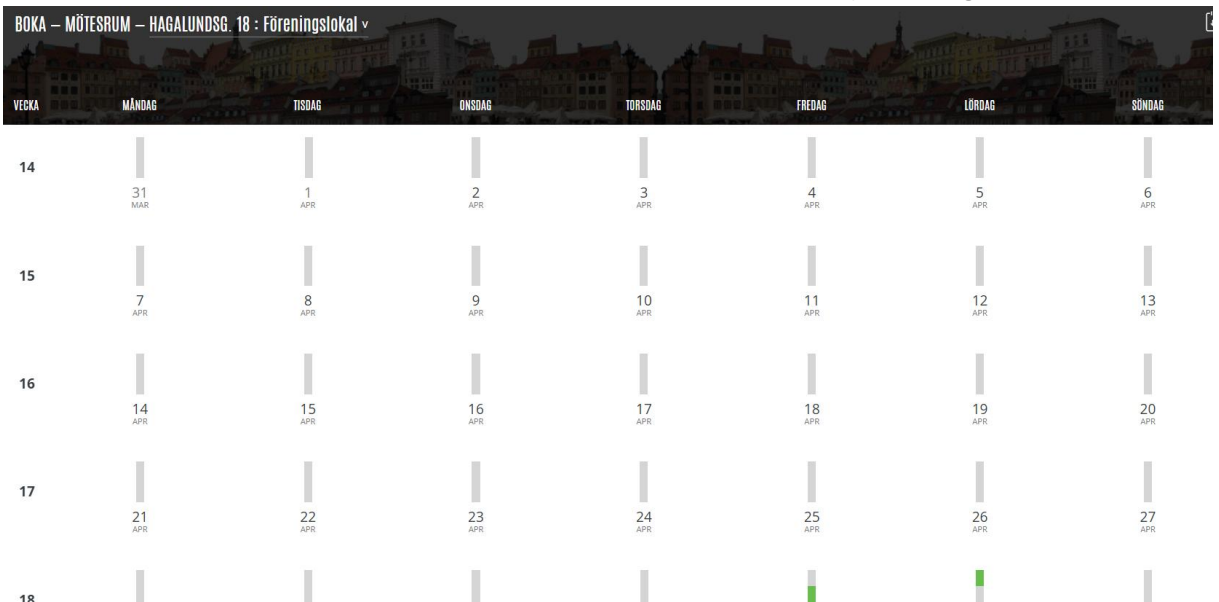 BOKA – MÖTESRUM – HAGALUNDSG. 18 : Föreningslokal v
VECKA MÅNDAG TISDAG ONSDAG TORSDAG FREDAG LÖRDAG SÖNDAG
14
31 1 2 3 4 5 6
MAR APR APR APR APR APR APR
15
7 8 9 10 11 12 13
APR APR APR APR APR APR APR
16
14 15 16 17 18 19 20
APR APR APR APR APR APR APR
17
21 22 23 24 25 26 27
APR APR APR APR APR APR APR
18